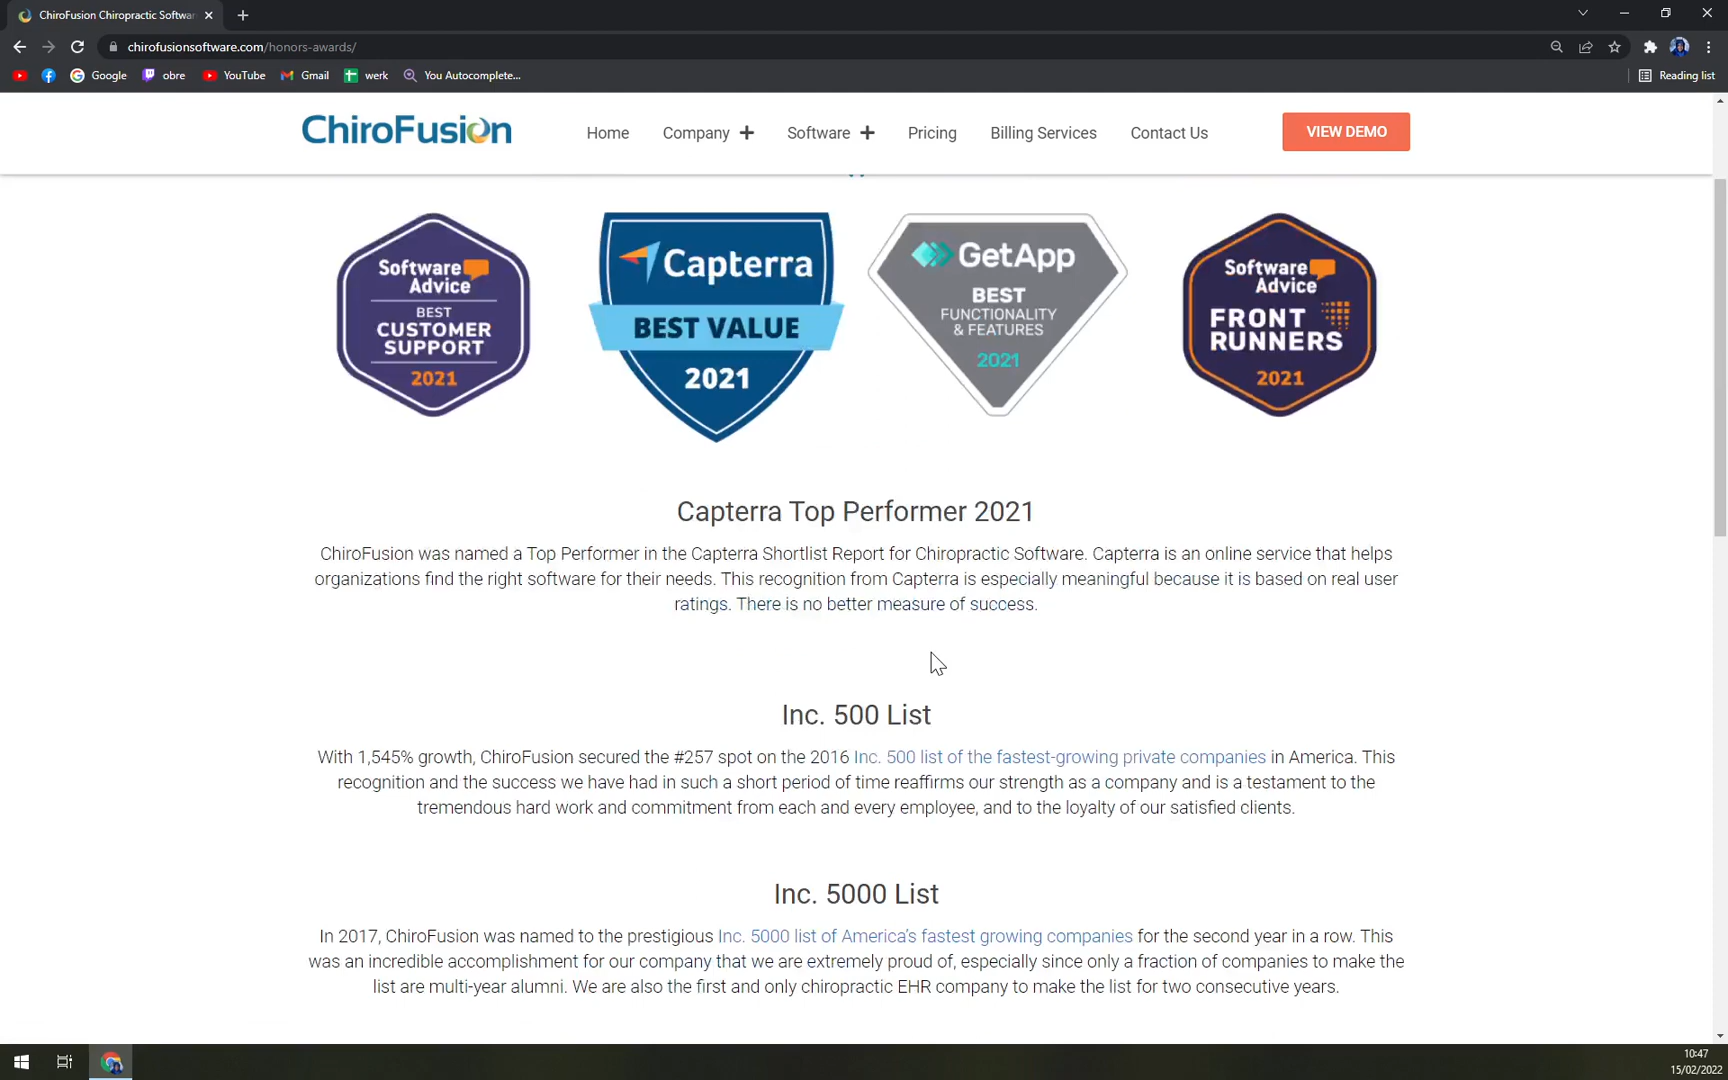 ChiroFusion Chiropractic Softwar
chirofusionsoftware.com/honors-awards/
Google
obre
YouTube
Gmail
werk
You Autocomplete...
Reading list
ChiroFusion
Home
Company +
Software +
Pricing
Billing Services
Contact Us
VIEW DEMO
Software
Advice
BEST
CUSTOMER
SUPPORT
2021
Capterra
BEST VALUE
2021
GetApp
BEST
FUNCTIONALITY
& FEATURES
2021
Software
Advice
FRONT
RUNNERS
2021
Capterra Top Performer 2021
ChiroFusion was named a Top Performer in the Capterra Shortlist Report for Chiropractic Software. Capterra is an online service that helps
organizations find the right software for their needs. This recognition from Capterra is especially meaningful because it is based on real user
ratings. There is no better measure of success.
Inc. 500 List
With 1,545% growth, ChiroFusion secured the #257 spot on the 2016 Inc. 500 list of the fastest-growing private companies in America. This
recognition and the success we have had in such a short period of time reaffirms our strength as a company and is a testament to the
tremendous hard work and commitment from each and every employee, and to the loyalty of our satisfied clients.
Inc. 5000 List
In 2017, ChiroFusion was named to the prestigious Inc. 5000 list of America's fastest growing companies for the second year in a row. This
was an incredible accomplishment for our company that we are extremely proud of, especially since only a fraction of companies to make the
list are multi-year alumni. We are also the first and only chiropractic EHR company to make the list for two consecutive years.
10:47
15/02/2022